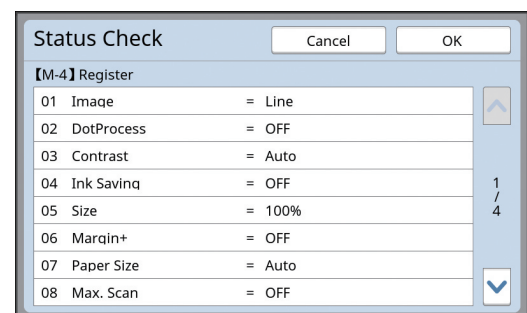 Status Check Cancel OK
【M-4】Register
01 Image = Line
02 DotProcess = OFF
03 Contrast = Auto
04 Ink Saving = OFF
05 Size = 100%
06 Margin+ = OFF
07 Paper Size = Auto
08 Max. Scan = OFF
1
/
4